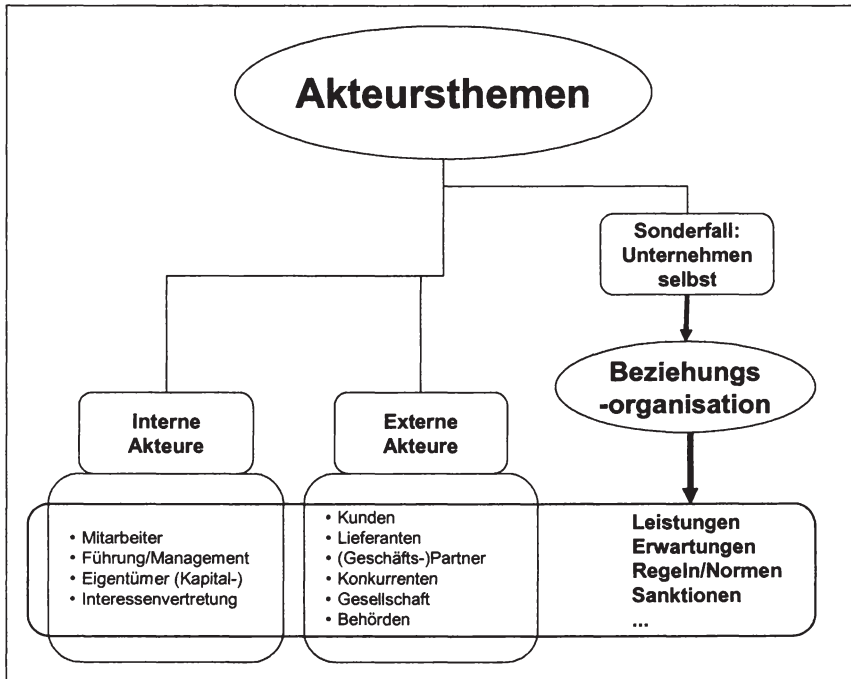 Akteursthemen
Sonderfall:
Unternehmen
selbst
Beziehungs
-organisation
Interne
Akteure
Externe
Akteure
• Mitarbeiter
• Führung/Management
• Eigentümer (Kapital-)
• Interessenvertretung
• Kunden
• Lieferanten
• (Geschäfts-)Partner
• Konkurrenten
• Gesellschaft
• Behörden
Leistungen
Erwartungen
Regeln/Normen
Sanktionen
...